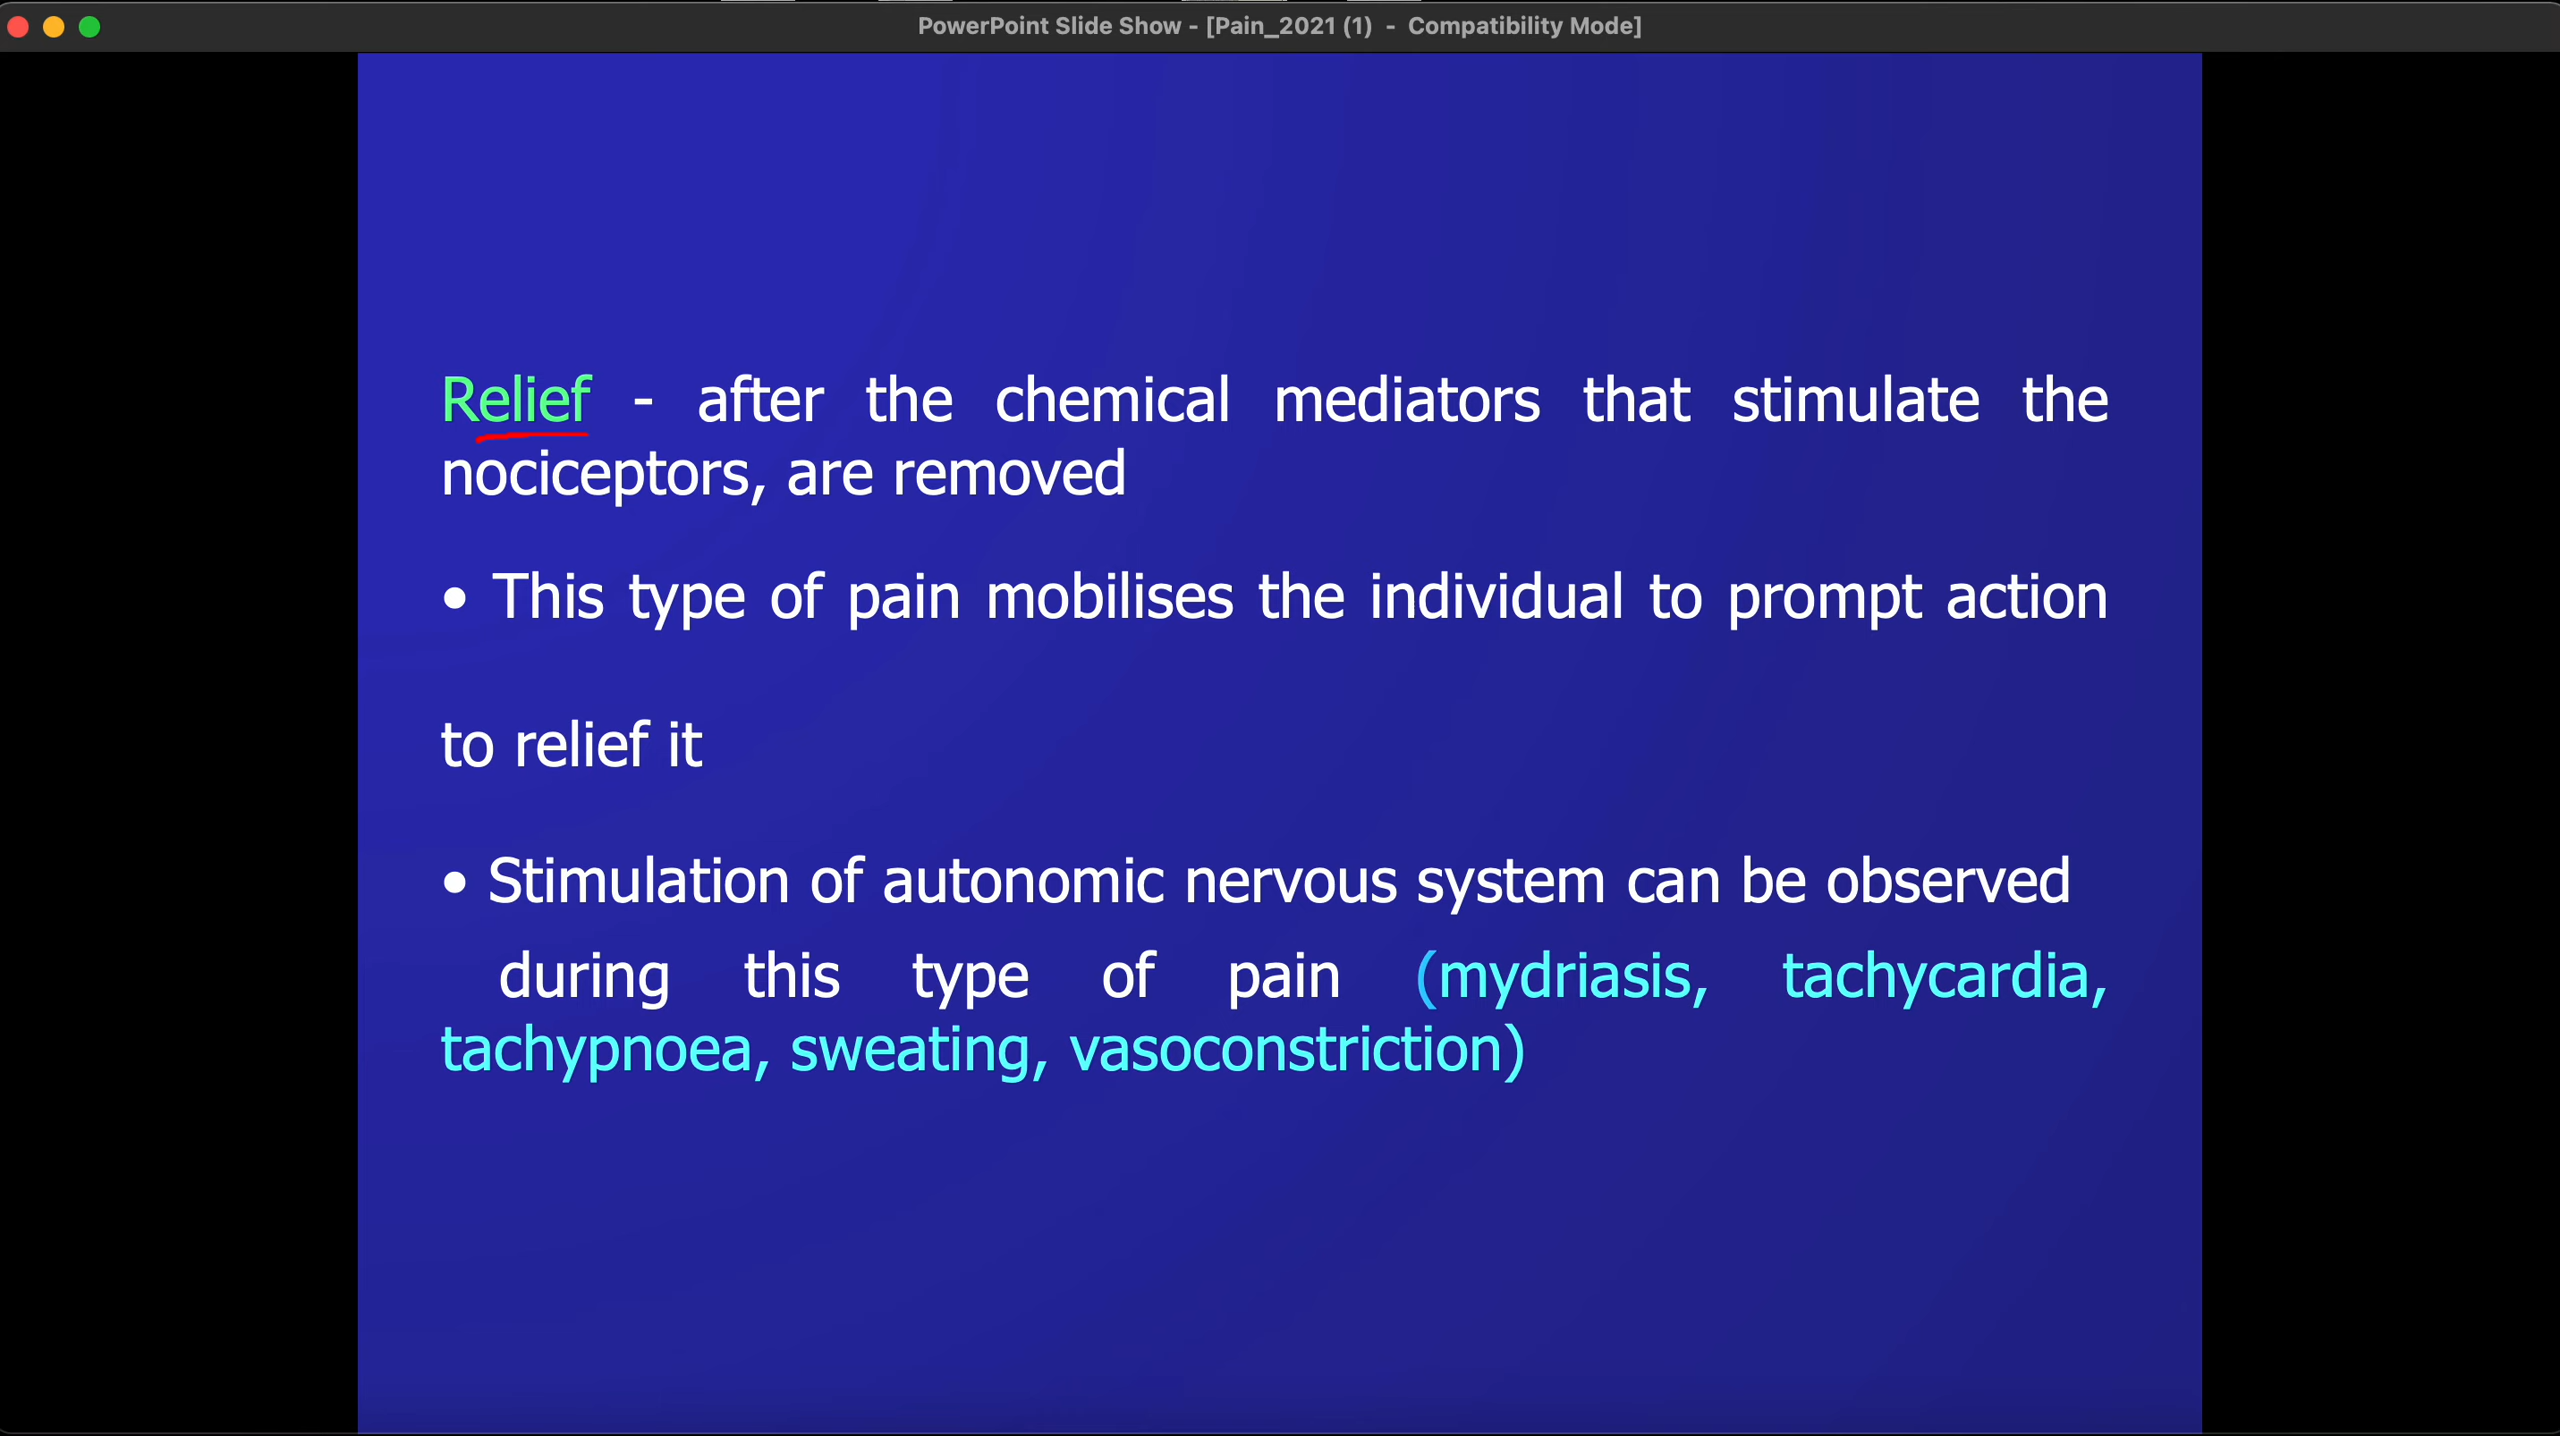 PowerPoint Slide Show - [Pain_2021 (1) - Compatibility Mode]
Relief - after the chemical mediators that stimulate the
nociceptors, are removed
• This type of pain mobilises the individual to prompt action
to relief it
• Stimulation of autonomic nervous system can be observed
during this type of pain (mydriasis, tachycardia,
tachypnoea, sweating, vasoconstriction)